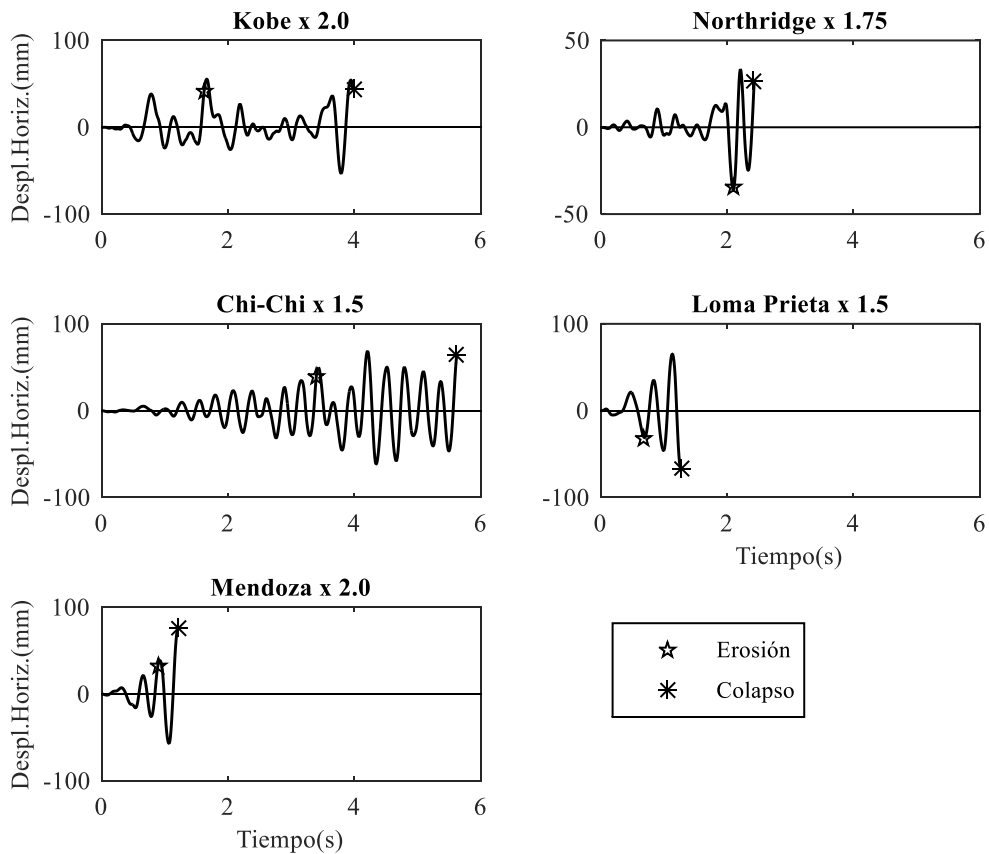 Kobe x 2.0
Despl.Horiz.(mm)
100
0
-100
0 2 4 6
Northridge x 1.75
50
0
-50
0 2 4 6
Chi-Chi x 1.5
Despl.Horiz.(mm)
100
0
-100
0 2 4 6
Loma Prieta x 1.5
100
0
-100
0 2 4 6
Tiempo(s)
Mendoza x 2.0
Despl.Horiz.(mm)
100
0
-100
0 2 4 6
Tiempo(s)
Erosión
Colapso